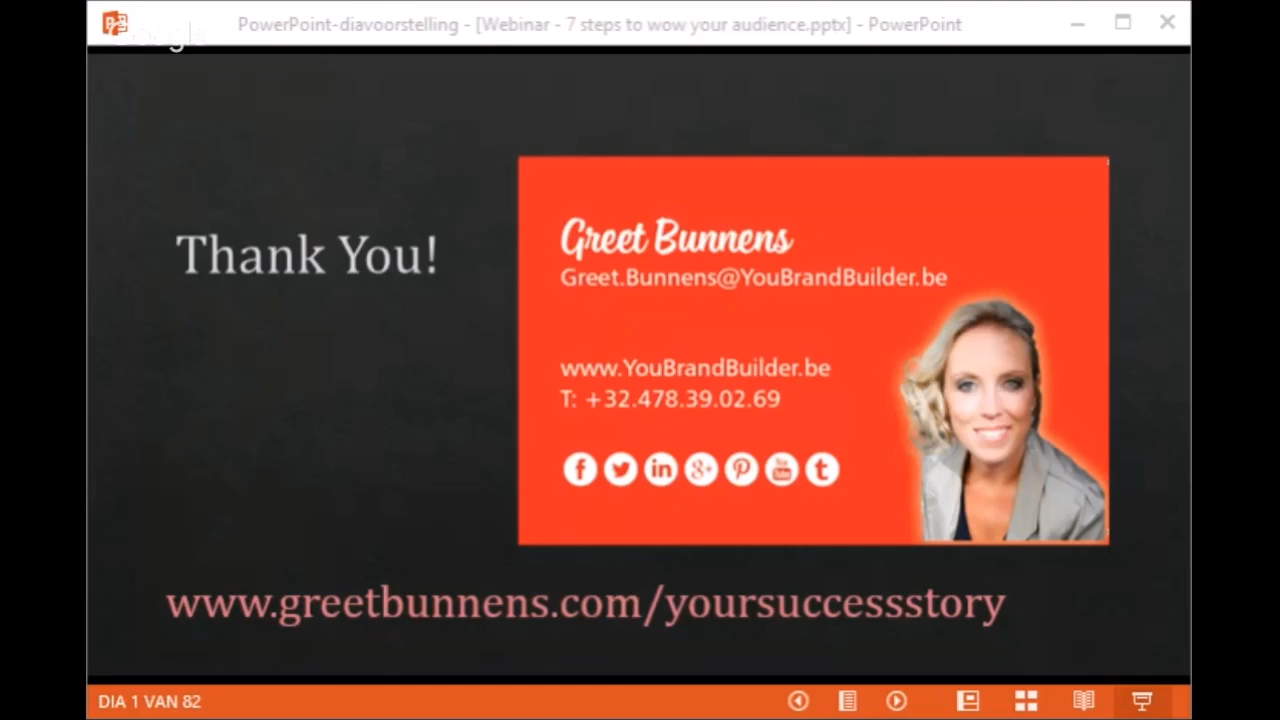 PowerPoint-diavoorstelling - [Webinar - 7 steps to wow your audience.pptx] - PowerPoint
Thank You!
Greet Bunnens
Greet.Bunnens@YouBrandBuilder.be
www.YouBrandBuilder.be
T: +32.478.39.02.69
www.greetbunnens.com/yoursuccessstory
DIA 1 VAN 82